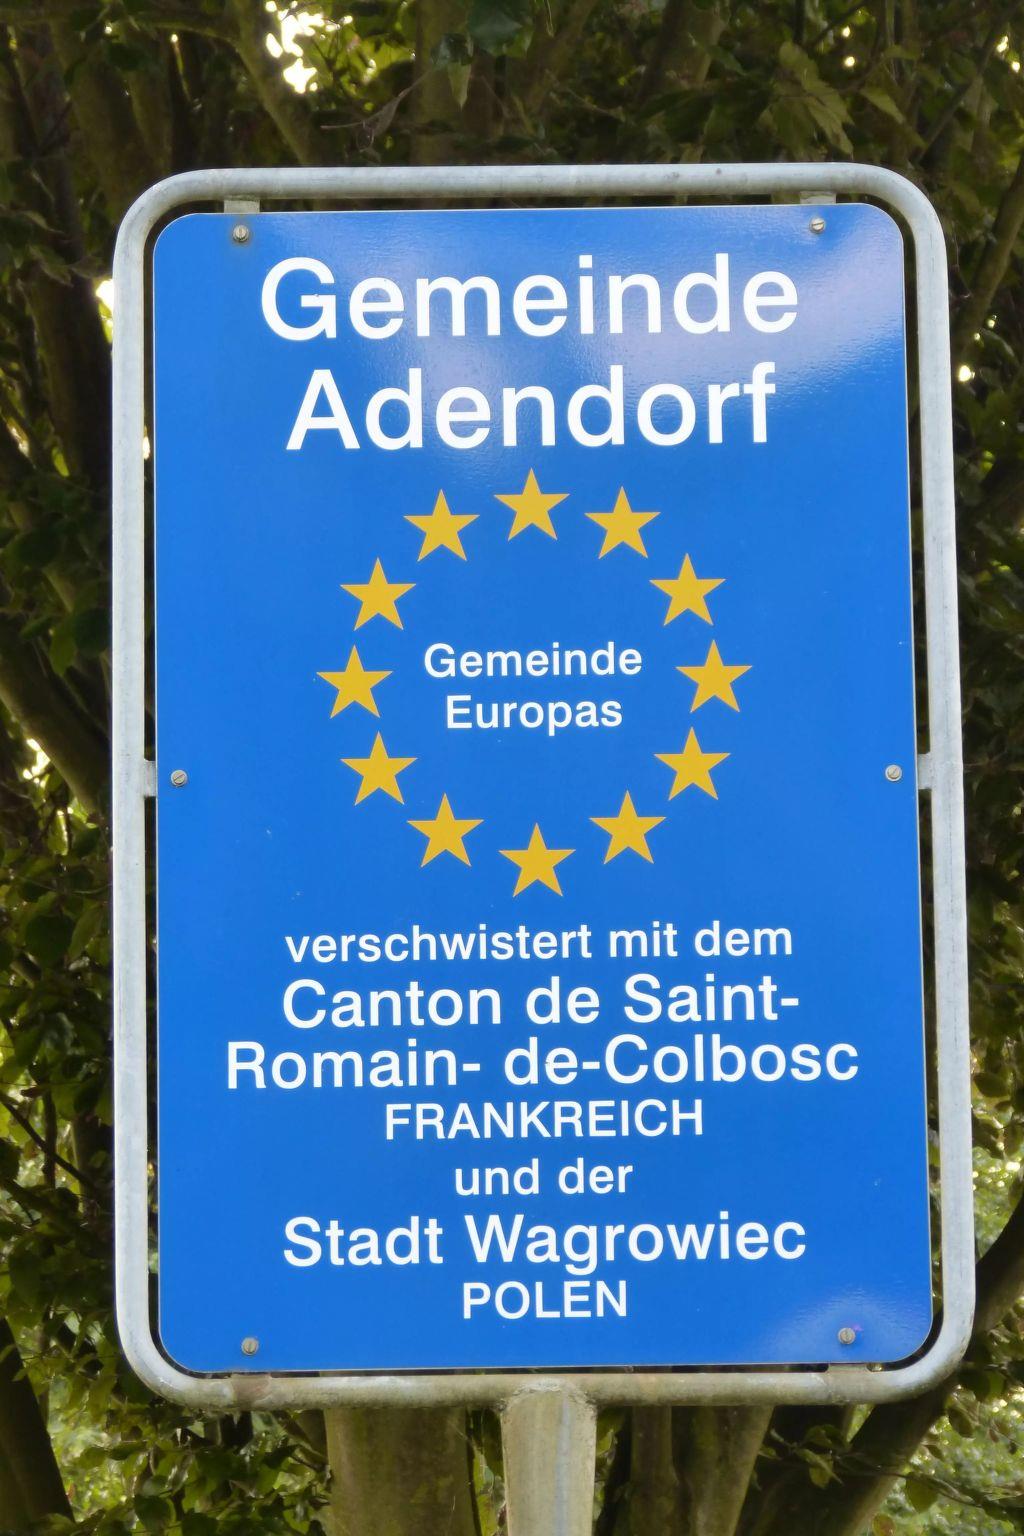 Gemeinde
Adendorf
Gemeinde
Europas
verschwistert mit dem
Canton de Saint-
Romain- de-Colbosc
FRANKREICH
und der
Stadt Wagrowiec
POLEN